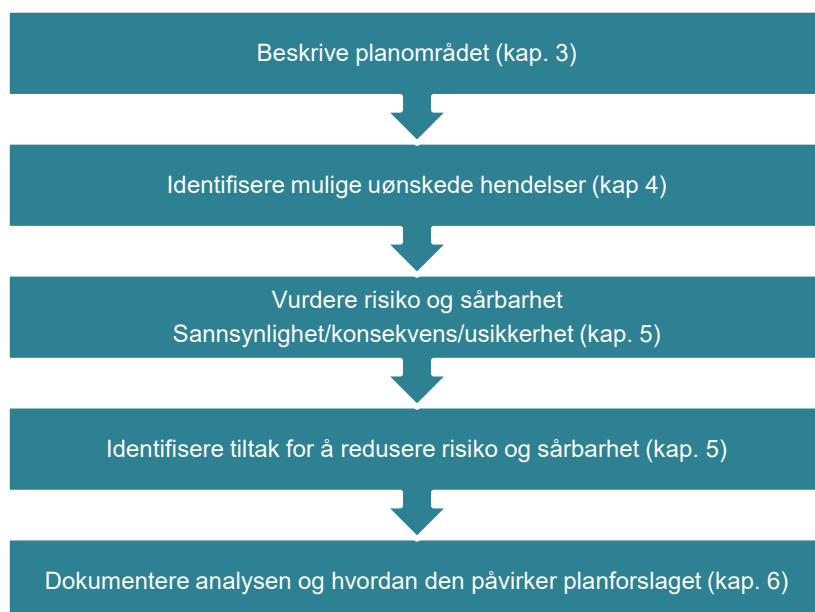 Beskrive planområdet (kap. 3)
Identifisere mulige uønskede hendelser (kap 4)
Vurdere risiko og sårbarhet
Sannsynlighet/konsekvens/usikkerhet (kap. 5)
Identifisere tiltak for å redusere risiko og sårbarhet (kap. 5)
Dokumentere analysen og hvordan den påvirker planforslaget (kap. 6)